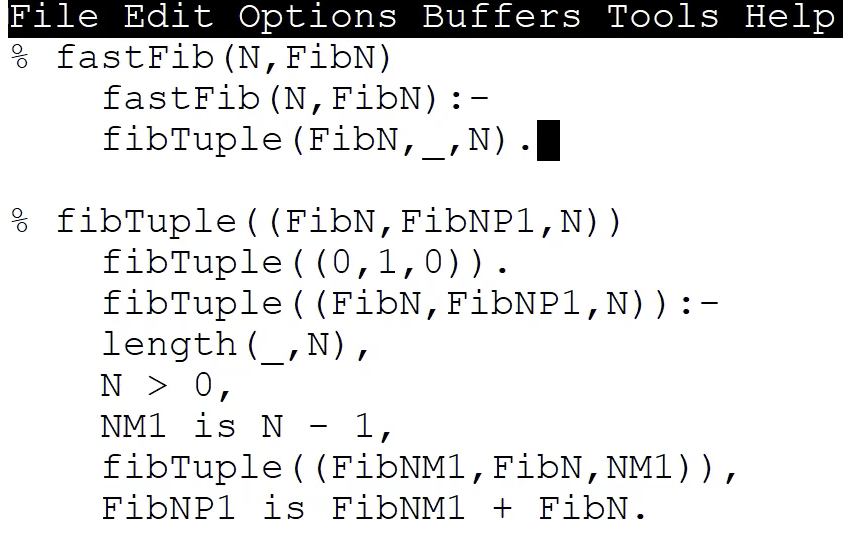 File Edit Options Buffers Tools Help
% fastFib(N,FibN)
fastFib(N,FibN):-
fibTuple(FibN,_,N).
% fibTuple((FibN,FibNP1,N))
fibTuple((0,1,0)).
fibTuple((FibN,FibNP1,N)):-
length(_,N),
N > 0,
NM1 is N - 1,
fibTuple((FibNM1,FibN,NM1)),
FibNP1 is FibNM1 + FibN.